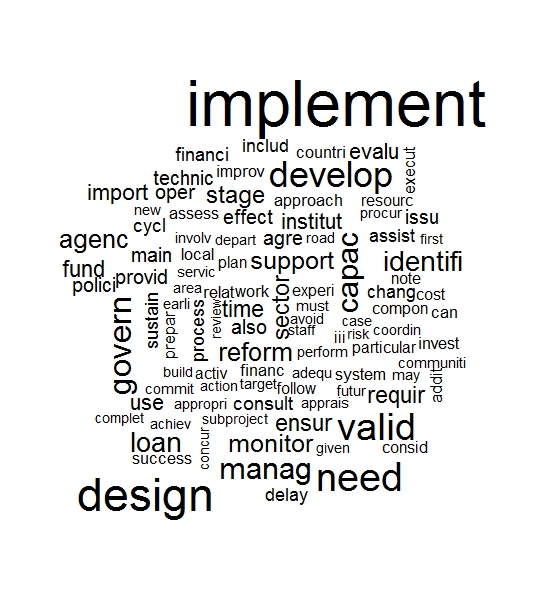 implement
financi includ countri evalu execut
technic improv develop
import oper stage approach resourc
new assess effect institut procur issu
cycl involv depart agre road assist first
agenc main local plan support capac identifi
fund servic note
polici provid area relat work sector experi chang cost
govern sustain earli review time must compon can
prepar process also staff avoid case iii risk coordin
reform perform particular invest
build activ financ adequ system may communiti
commit action target follow futur requir addit
use appropri consult apprais
complet achiev subproject ensur valid
loan concur monitor given consid
success manag need
design delay